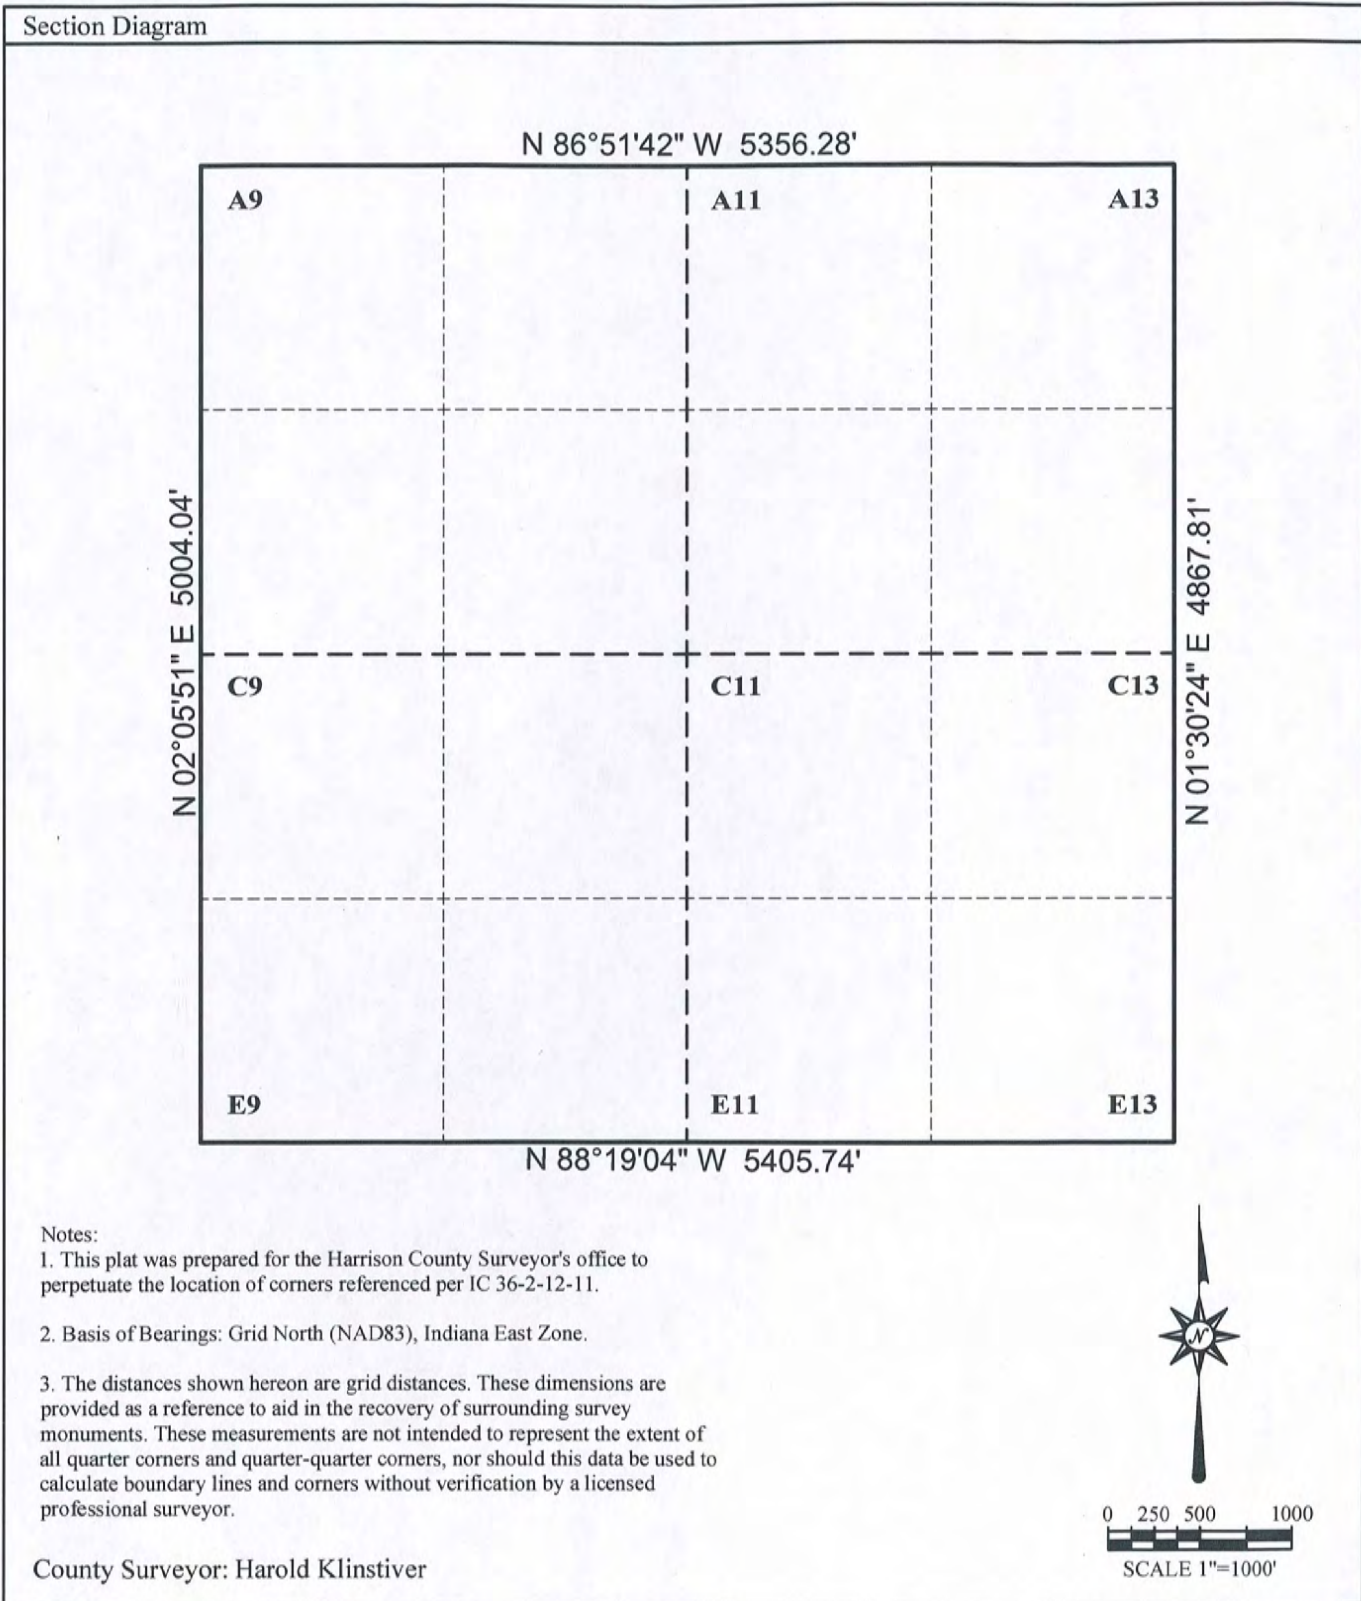 Section Diagram
N 86°51'42" W 5356.28'
A9 A11 A13
N 02°05'51" E 5004.04'
N 01°30'24" E 4867.81'
C9 C11 C13
E9 E11 E13
N 88°19'04" W 5405.74'
Notes:
1. This plat was prepared for the Harrison County Surveyor's office to
perpetuate the location of corners referenced per IC 36-2-12-11.
2. Basis of Bearings: Grid North (NAD83), Indiana East Zone.
3. The distances shown hereon are grid distances. These dimensions are
provided as a reference to aid in the recovery of surrounding survey
monuments. These measurements are not intended to represent the extent of
all quarter corners and quarter-quarter corners, nor should this data be used to
calculate boundary lines and corners without verification by a licensed
professional surveyor.
N
0 250 500 1000
SCALE 1"=1000'
County Surveyor: Harold Klinstiver